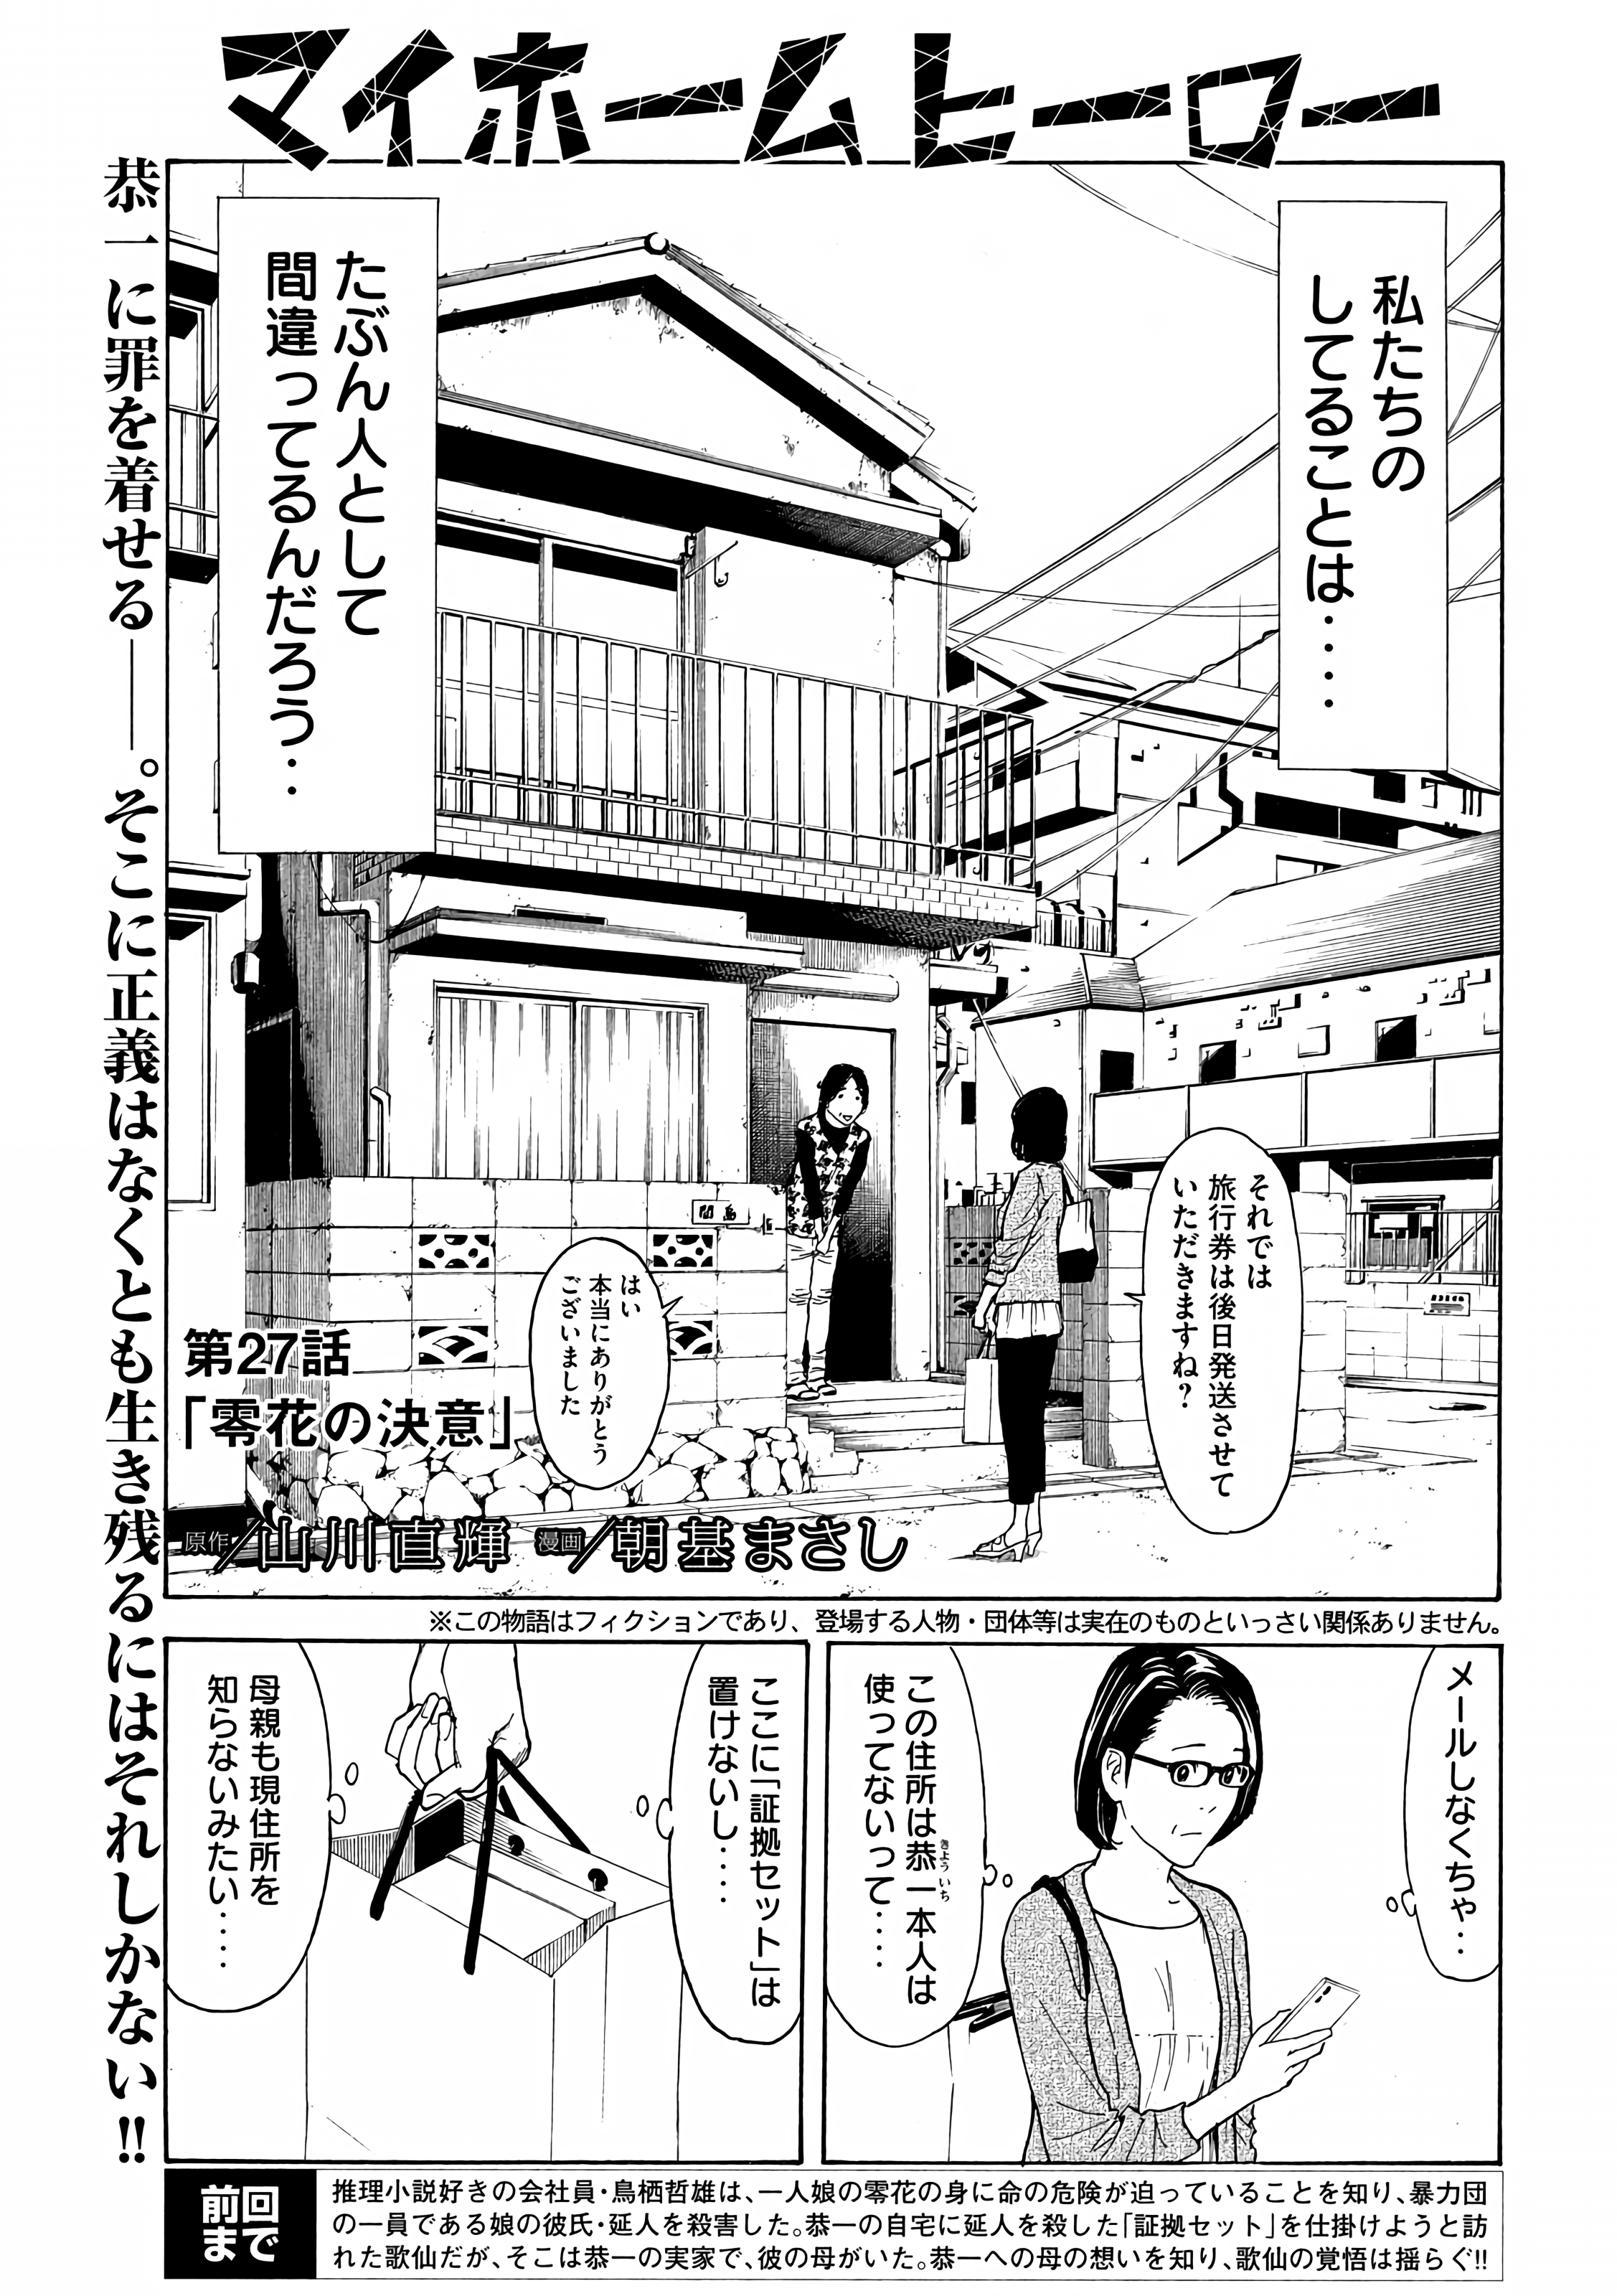 マイホームヒーロー
恭一に罪を着せる――。そこに正義はなくとも生き残るにはそれしかない!!
私たちの
してることは‥‥
たぶん人として
間違ってるんだろう‥
それでは
旅行券は後日発送させて
いただきますね？
はい
本当にありがとう
ございました
間島
第27話
「零花の決意」
原作／山川直輝 漫画／朝基まさし
※この物語はフィクションであり、登場する人物・団体等は実在のものといっさい関係ありません。
メールしなくちゃ‥
この住所は恭一本人は
きょういち
使ってないって‥‥
ここに「証拠セット」は
置けないし‥‥
母親も現住所を
知らないみたい‥‥
前回
まで
推理小説好きの会社員・鳥栖哲雄は、一人娘の零花の身に命の危険が迫っていることを知り、暴力団
の一員である娘の彼氏・延人を殺害した。恭一の自宅に延人を殺した「証拠セット」を仕掛けようと訪
れた歌仙だが、そこは恭一の実家で、彼の母がいた。恭一への母の想いを知り、歌仙の覚悟は揺らぐ!!